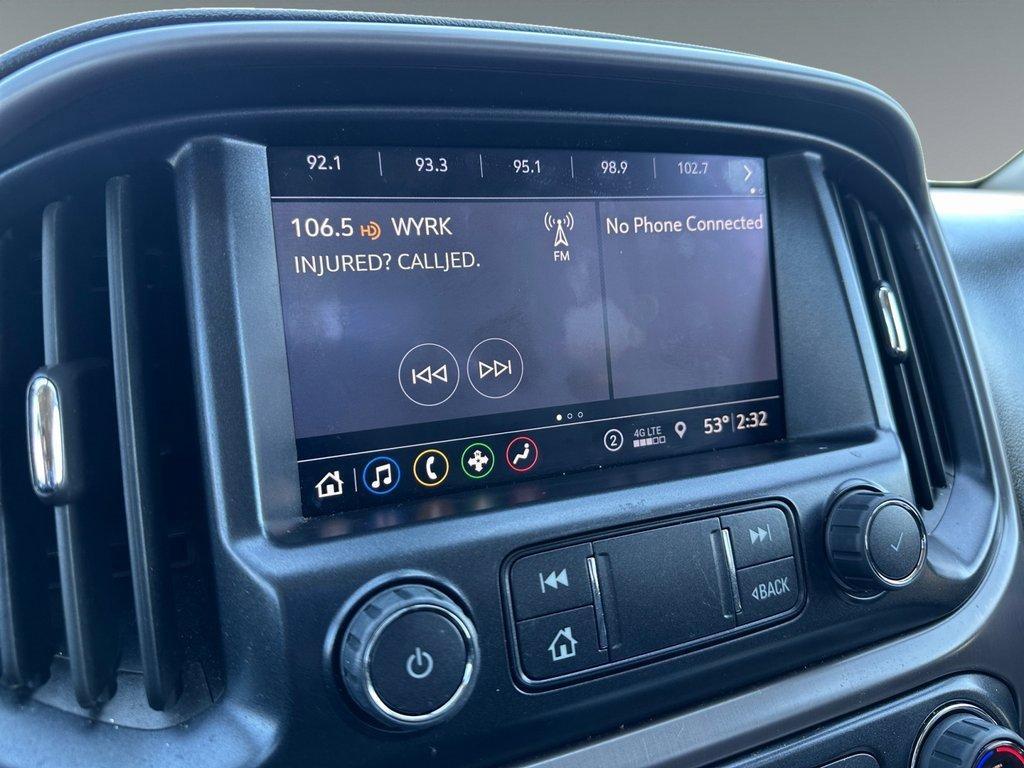 92.1 | 93.3 | 95.1 | 98.9 | 102.7
106.5 HD WYRK
INJURED? CALLJED.
FM
No Phone Connected
2 4G LTE 53° | 2:32
BACK